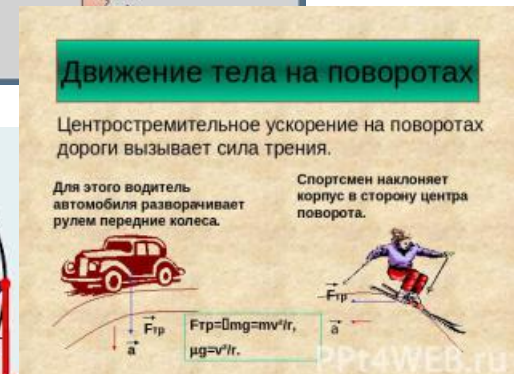 Движение тела на поворотах
Центростремительное ускорение на поворотах
дороги вызывает сила трения.
Для этого водитель
автомобиля разворачивает
рулем передние колеса.
Спортсмен наклоняет
корпус в сторону центра
поворота.
Fтр
a
Fтр=▯mg=mv²/r,
μg=v²/r.
Fтр
a
PPt4WEB.ru